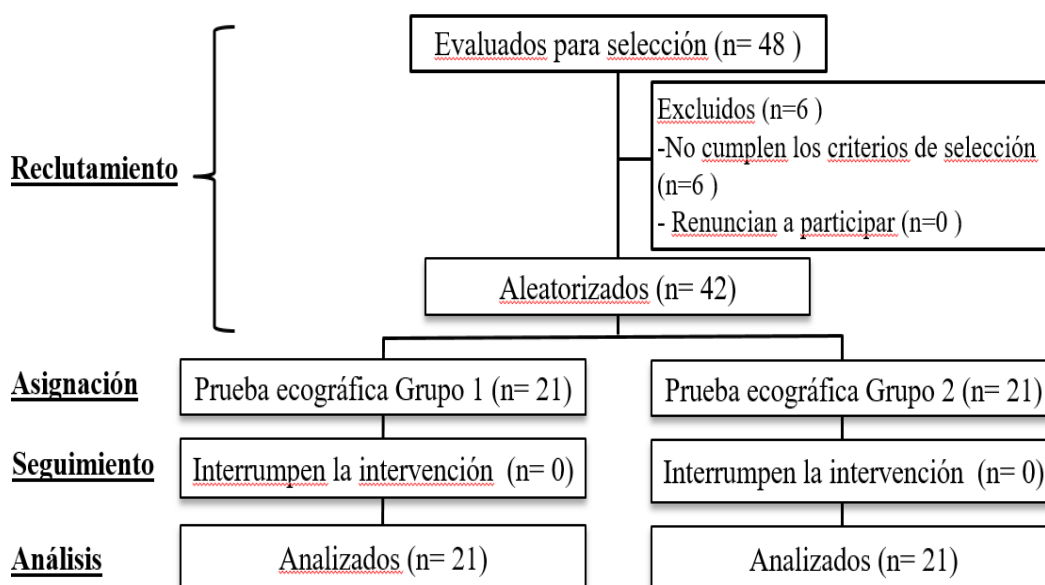 Evaluados para selección (n= 48 )
Excluidos (n=6 )
-No cumplen los criterios de selección
(n=6 )
- Renuncian a participar (n=0 )
Reclutamiento
Aleatorizados (n= 42)
Asignación
Prueba ecográfica Grupo 1 (n= 21)
Prueba ecográfica Grupo 2 (n= 21)
Seguimiento
Interrumpen la intervención  (n= 0)
Interrumpen la intervención  (n= 0)
Análisis
Analizados (n= 21)
Analizados (n= 21)